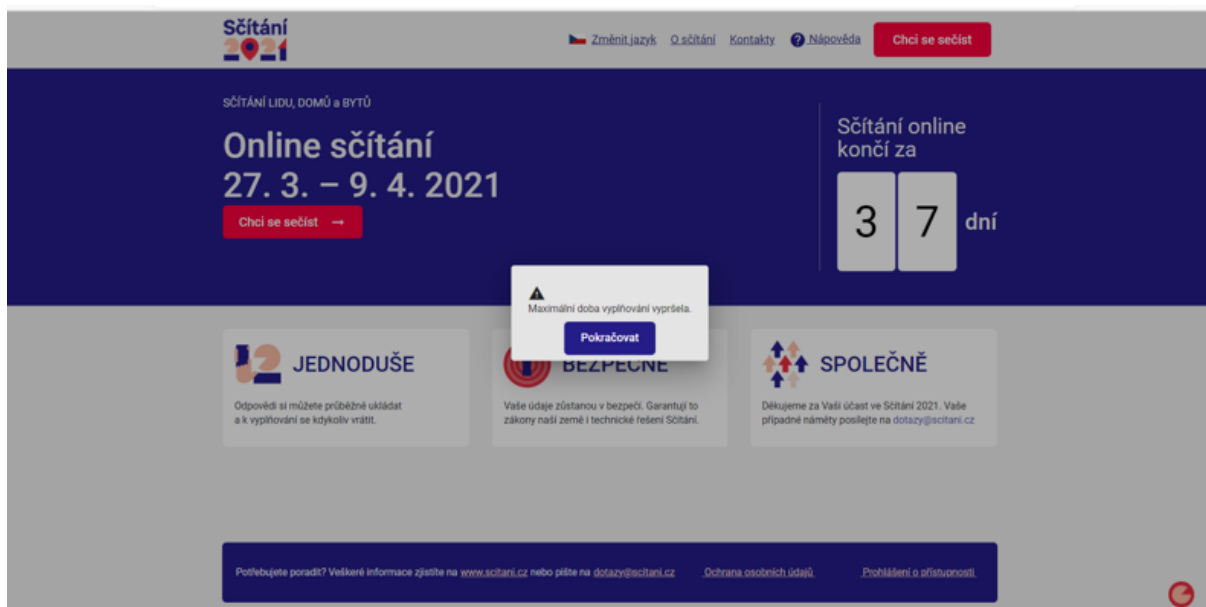 Sčítání
2021
Změnit jazyk O sčítání Kontakty ? Nápověda Chci se sečíst
SČÍTÁNÍ LIDU, DOMŮ a BYTŮ
Online sčítání
27. 3. – 9. 4. 2021
Chci se sečíst →
Sčítání online
končí za
3 7 dní
Maximální doba vyplňování vypršela.
Pokračovat
JEDNODUŠE
Odpovědi si můžete průběžně ukládat
a k vyplňování se kdykoliv vrátit.
BEZPEČNĚ
Vaše údaje zůstanou v bezpečí. Garantují to
zákony naší země i technické řešení Sčítání.
SPOLEČNĚ
Děkujeme za Vaši účast ve Sčítání 2021. Vaše
případné náměty posílejte na dotazy@scitani.cz
Potřebujete poradit? Veškeré informace zjistíte na www.scitani.cz nebo pište na dotazy@scitani.cz Ochrana osobních údajů Prohlášení o přístupnosti